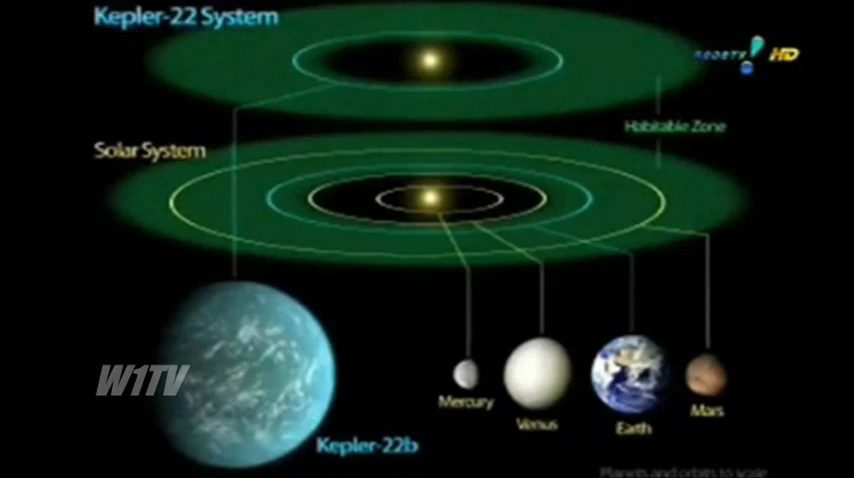 Kepler-22 System
REDETV! HD
Habitable Zone
Solar System
W1TV
Mercury
Venus
Earth
Mars
Kepler-22b
Planets and orbits to scale